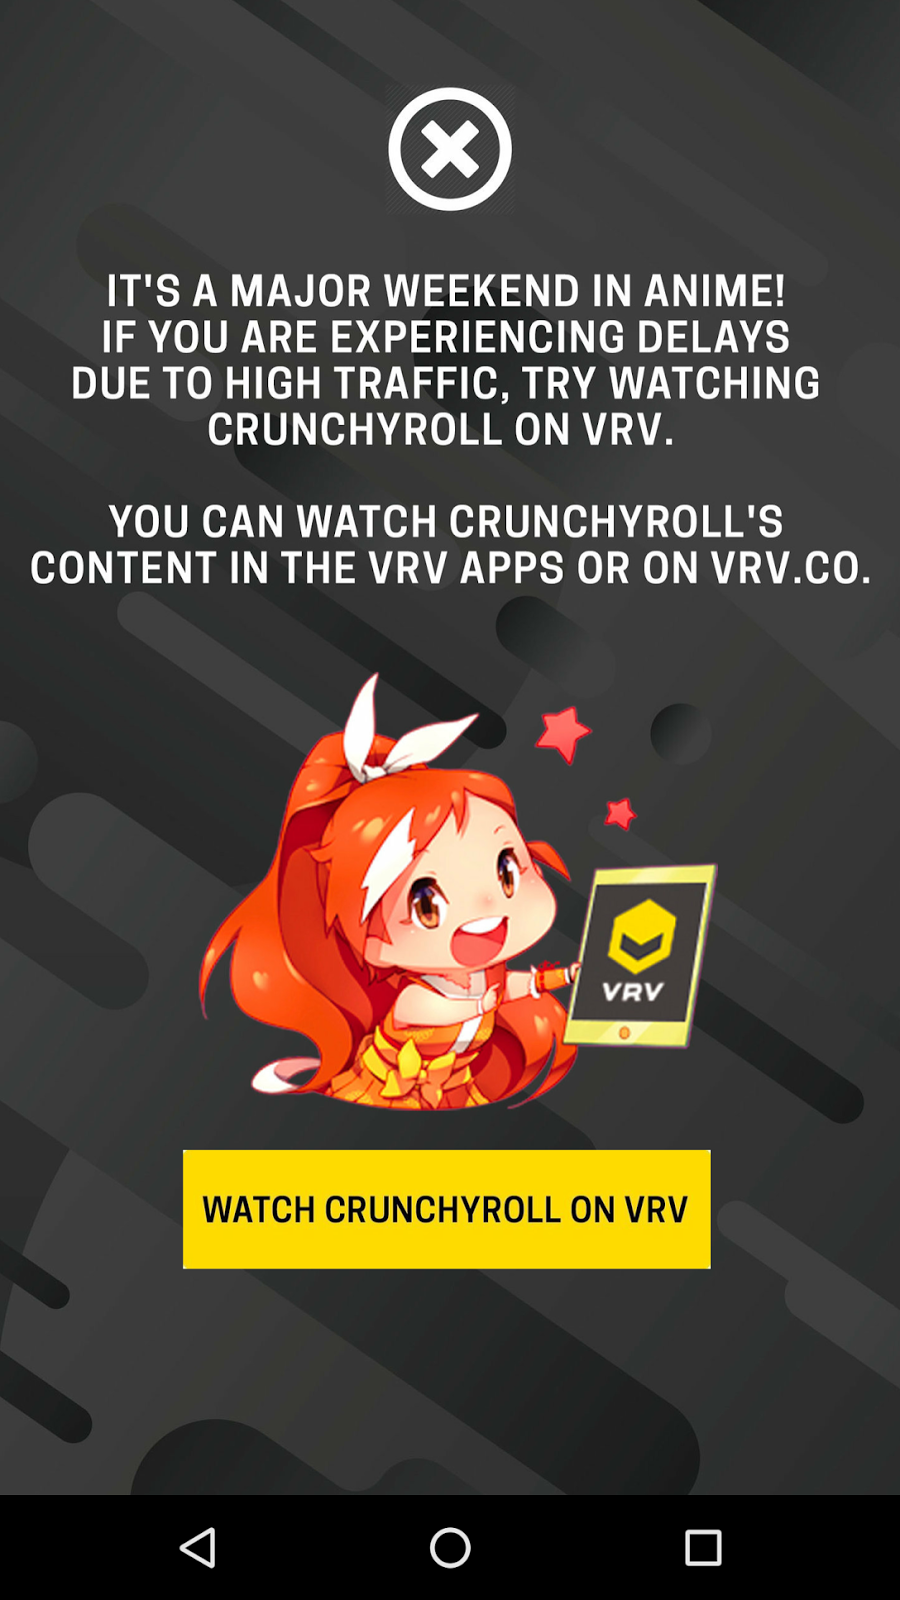 IT'S A MAJOR WEEKEND IN ANIME!
IF YOU ARE EXPERIENCING DELAYS
DUE TO HIGH TRAFFIC, TRY WATCHING
CRUNCHYROLL ON VRV.
YOU CAN WATCH CRUNCHYROLL'S
CONTENT IN THE VRV APPS OR ON VRV.CO.
VRV
WATCH CRUNCHYROLL ON VRV